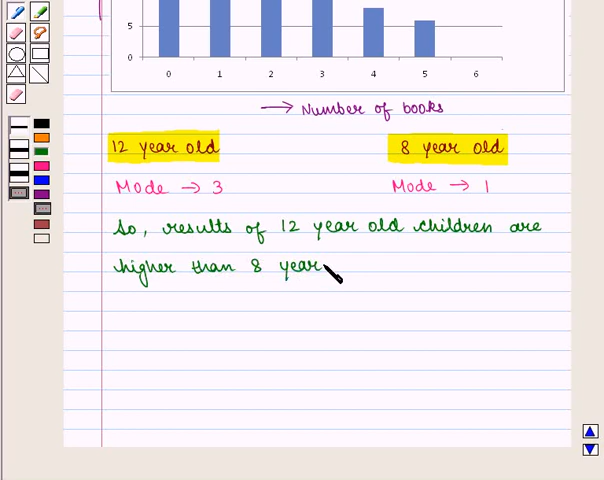 5
0
0 1 2 3 4 5 6
→ Number of books
12 year old 8 year old
Mode → 3 Mode → 1
So, results of 12 year old children are
higher than 8 year